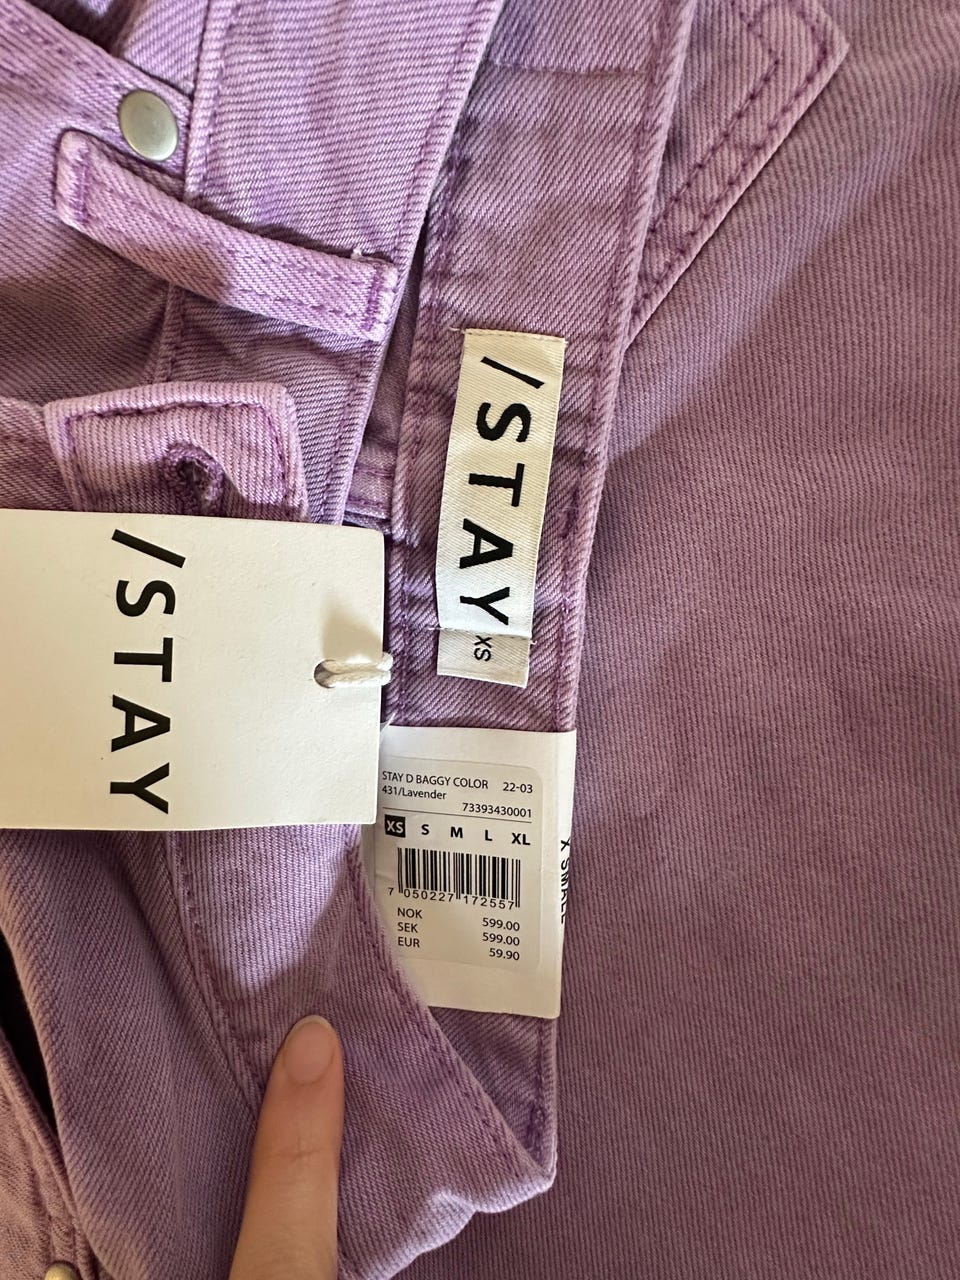 /STAY
XS
/STAY
STAY D BAGGY COLOR 22-03
431/Lavender
73393430001
XS S M L XL
7 050227 172557
NOK 599.00
SEK 599.00
EUR 59.90
X SMALL